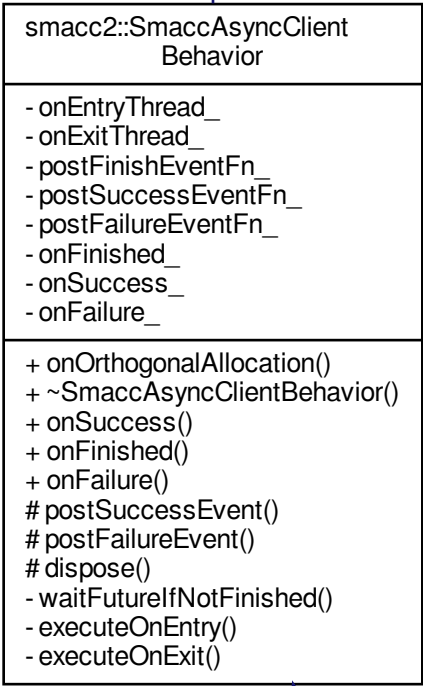 smacc2::SmaccAsyncClient
Behavior
- onEntryThread_
- onExitThread_
- postFinishEventFn_
- postSuccessEventFn_
- postFailureEventFn_
- onFinished_
- onSuccess_
- onFailure_
+ onOrthogonalAllocation()
+ ~SmaccAsyncClientBehavior()
+ onSuccess()
+ onFinished()
+ onFailure()
# postSuccessEvent()
# postFailureEvent()
# dispose()
- waitFutureIfNotFinished()
- executeOnEntry()
- executeOnExit()